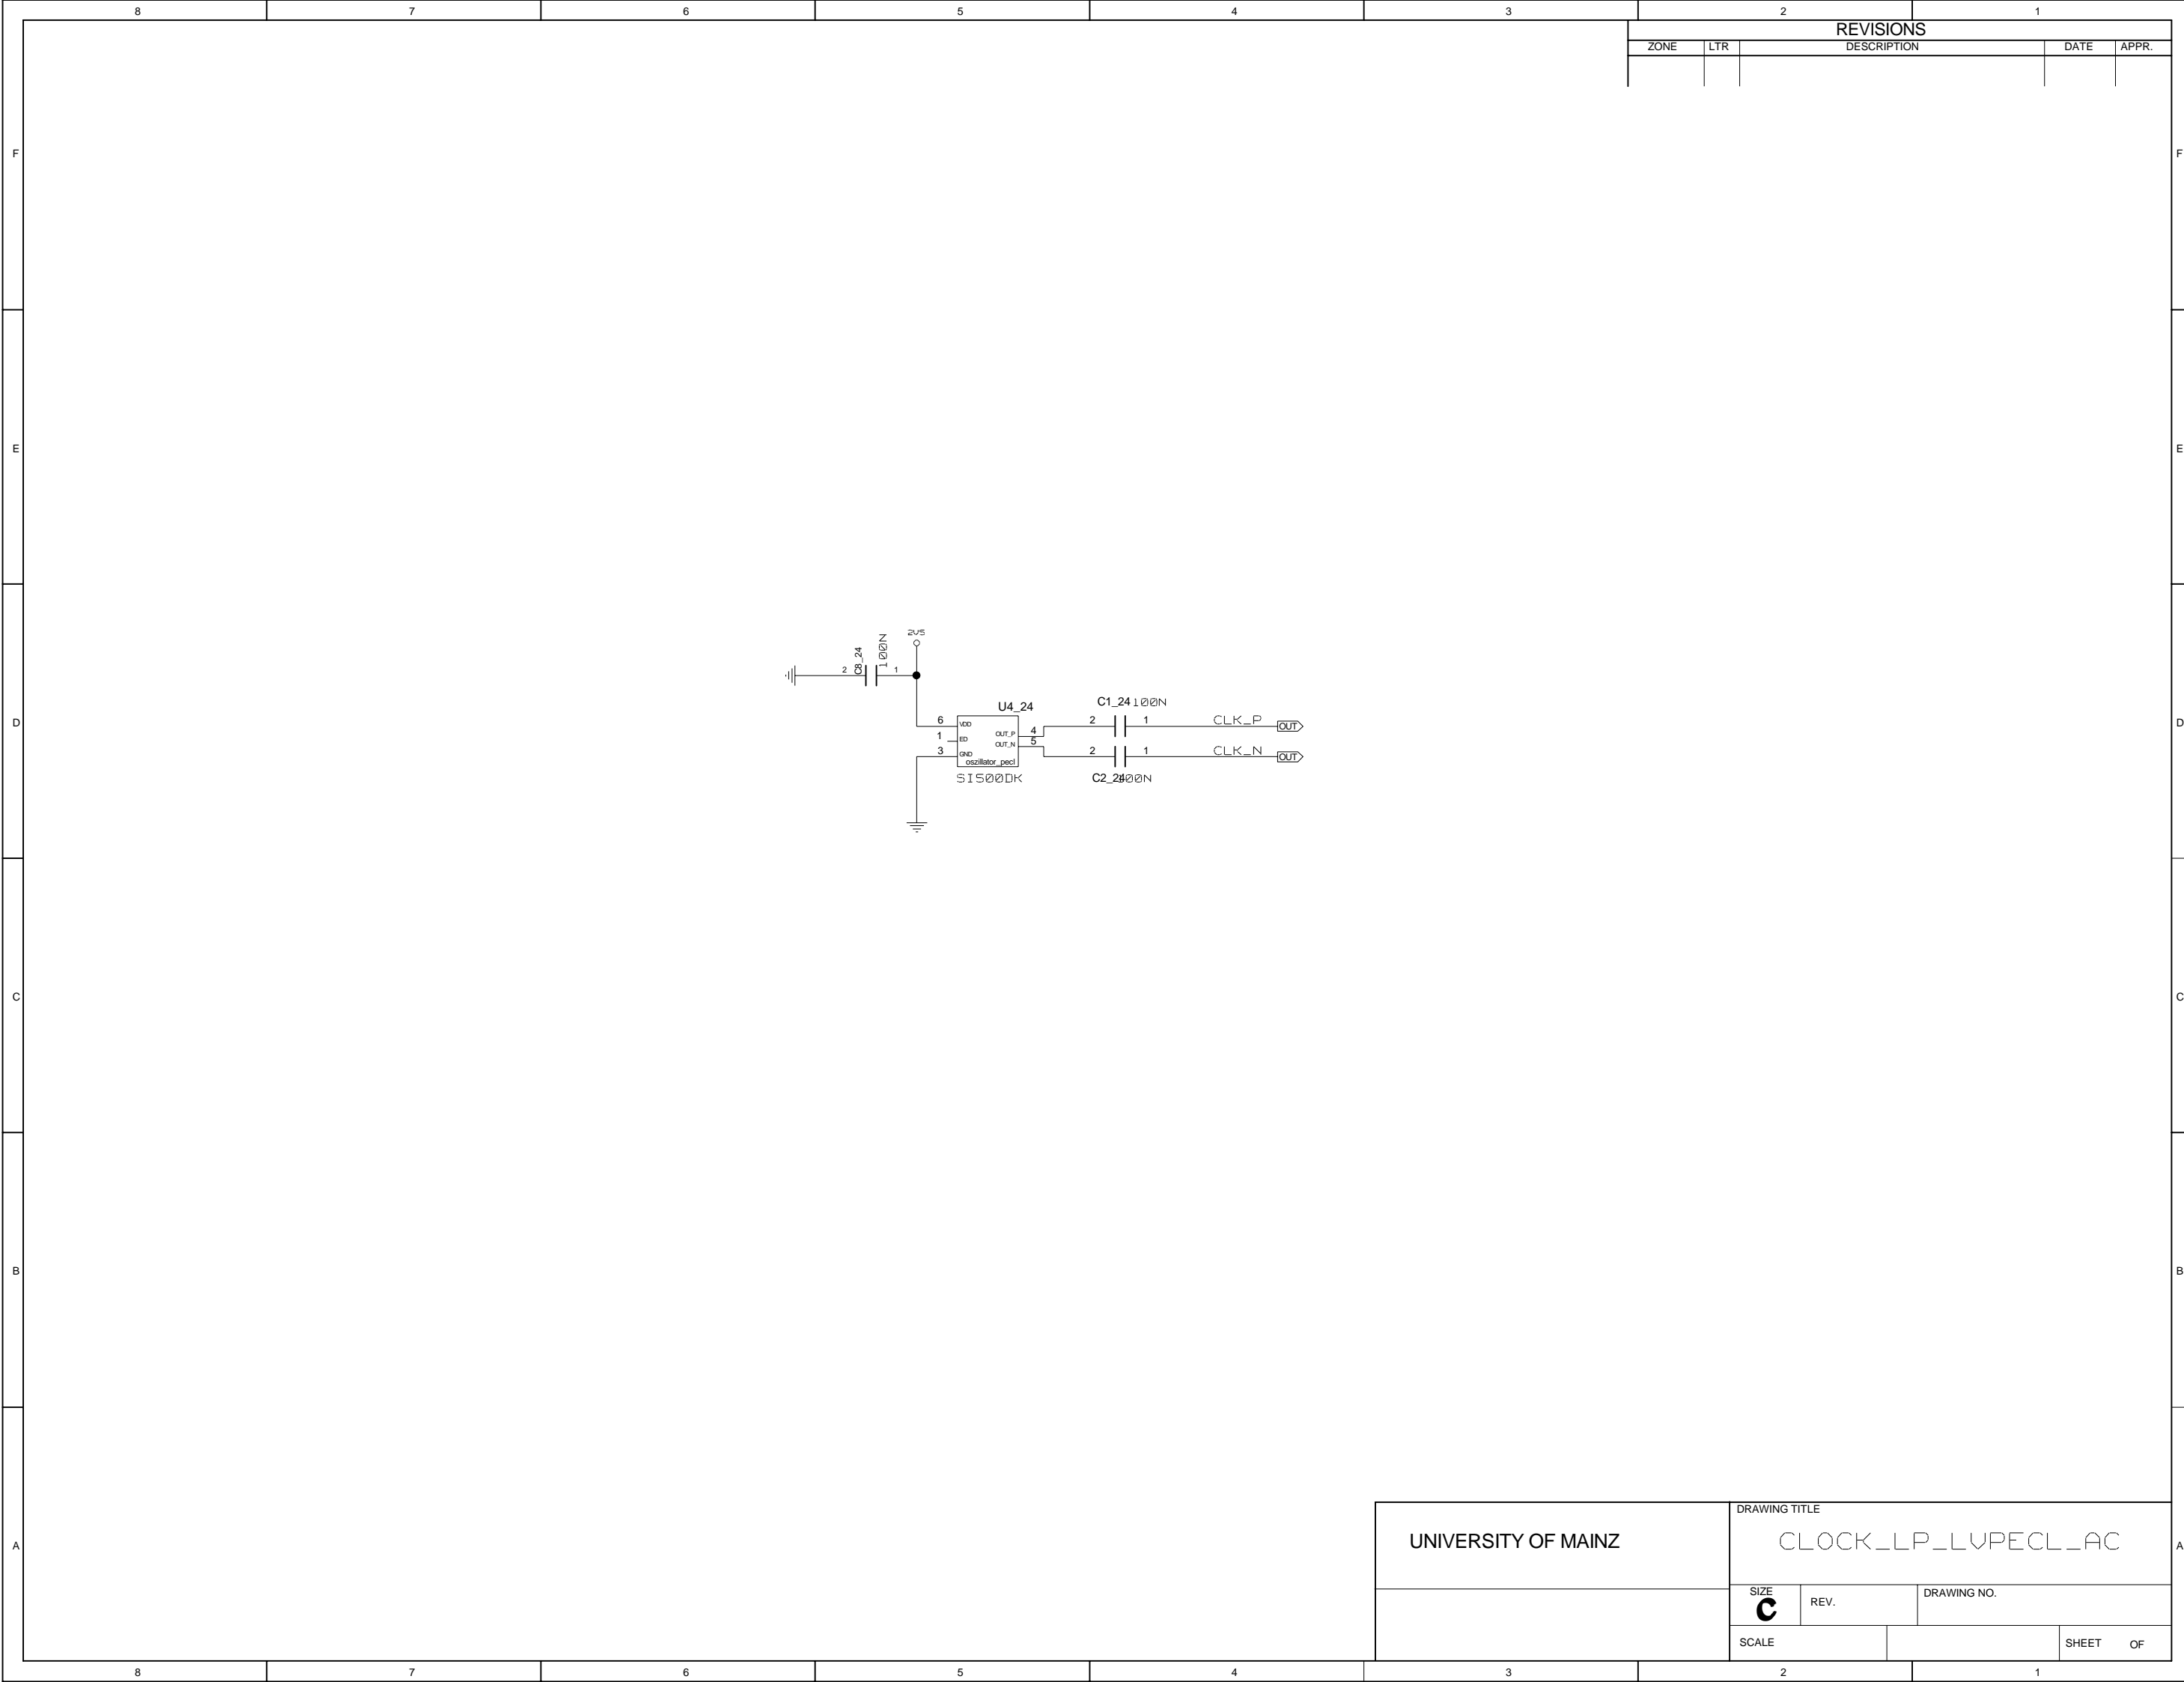 8 7 6 5 4 3 2 1
REVISIONS
ZONE LTR DESCRIPTION DATE APPR.
F F
E E
2V5
C8_24 100N
2 1
U4_24 C1_24 100N
6 VDD 2 1 CLK_P OUT
D D
1 ED OUT_P 4
OUT_N 5
3 GND 2 1 CLK_N OUT
oszillator_pecl
SI500DK C2_24 100N
C C
B B
DRAWING TITLE
A UNIVERSITY OF MAINZ CLOCK_LP_LVPECL_AC A
SIZE C REV. DRAWING NO.
SCALE SHEET OF
8 7 6 5 4 3 2 1